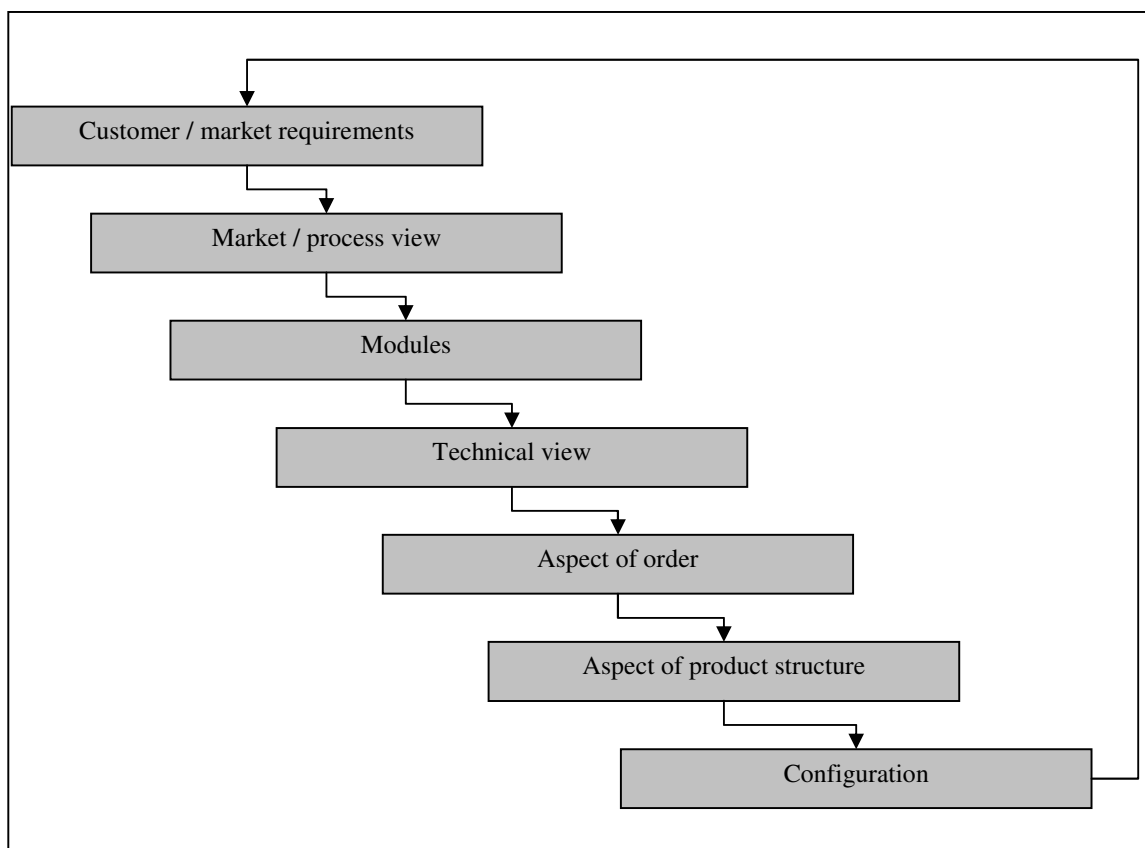 Customer / market requirements
Market / process view
Modules
Technical view
Aspect of order
Aspect of product structure
Configuration